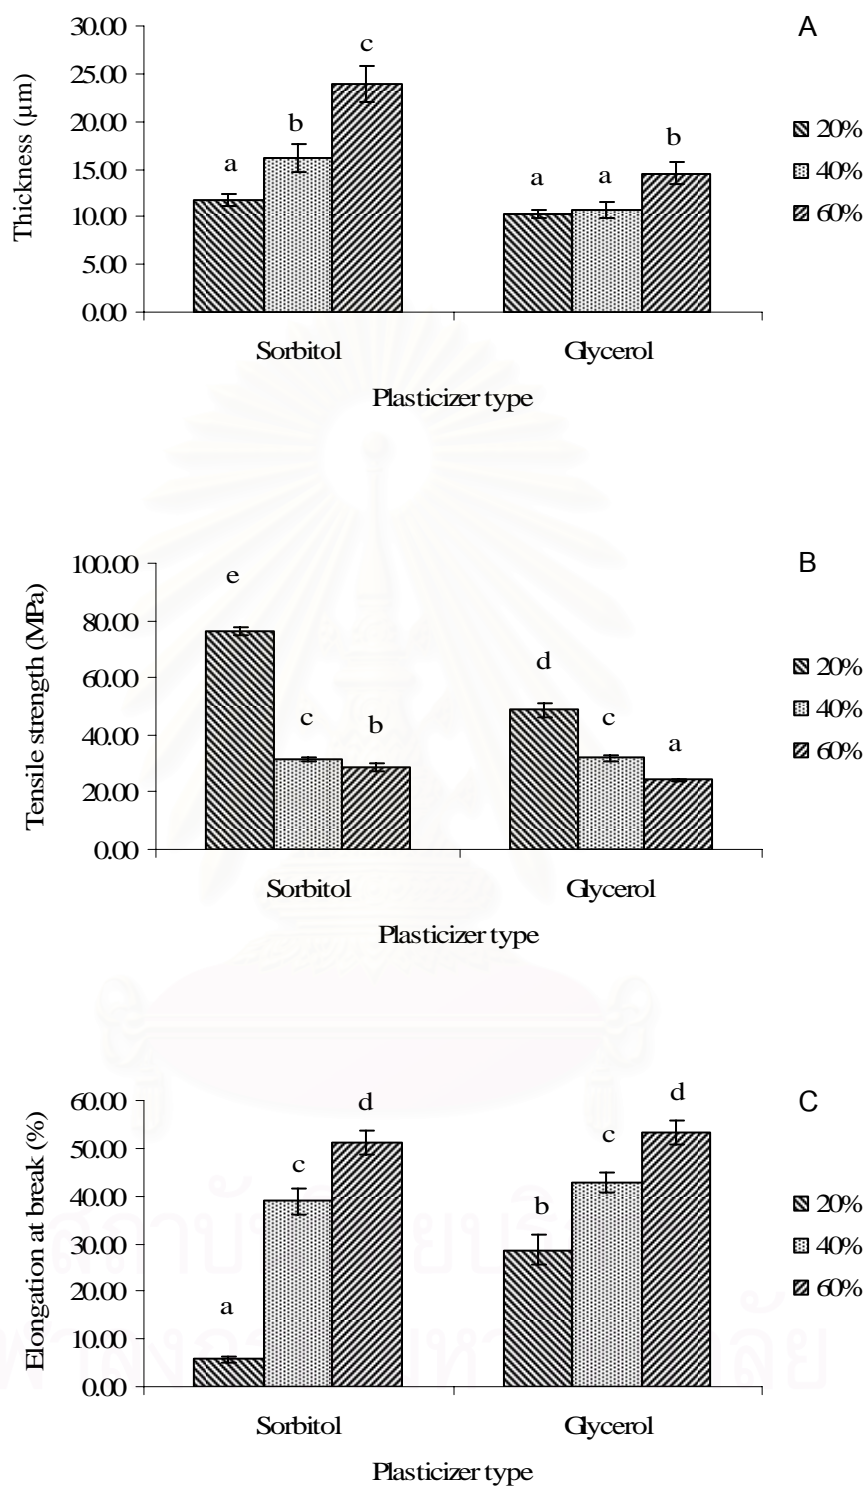 A
30.00
25.00
20.00
15.00
10.00
5.00
0.00
Thickness (µm)
a
b
c
a
a
b
20%
40%
60%
Sorbitol
Glycerol
Plasticizer type
B
100.00
80.00
60.00
40.00
20.00
0.00
Tensile strength (MPa)
e
c
b
d
c
a
20%
40%
60%
Sorbitol
Glycerol
Plasticizer type
C
60.00
50.00
40.00
30.00
20.00
10.00
0.00
Elongation at break (%)
a
c
d
b
c
d
20%
40%
60%
Sorbitol
Glycerol
Plasticizer type